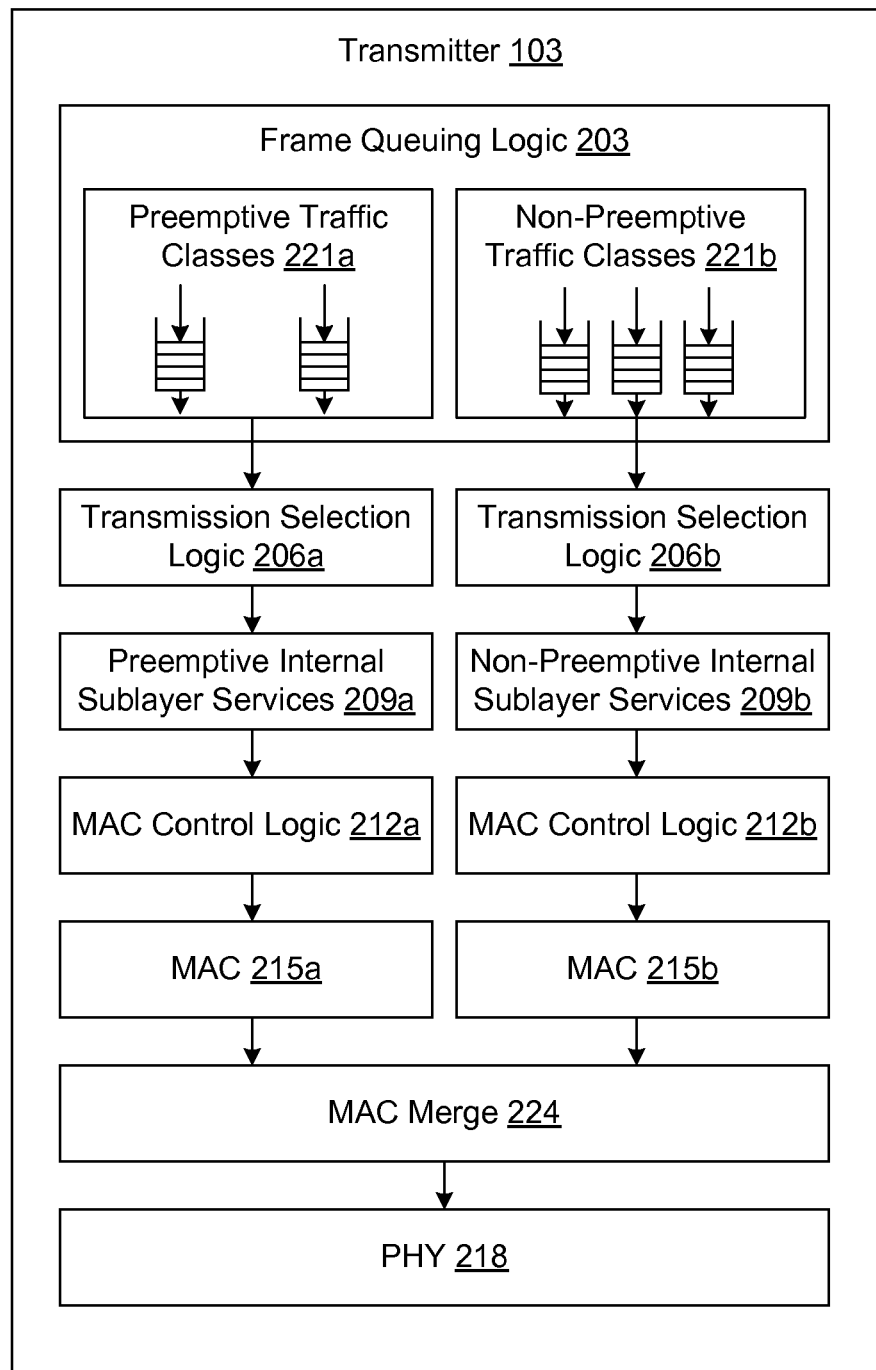 Transmitter 103
Frame Queuing Logic 203
Preemptive Traffic
Classes 221a
Non-Preemptive
Traffic Classes 221b
Transmission Selection
Logic 206a
Transmission Selection
Logic 206b
Preemptive Internal
Sublayer Services 209a
Non-Preemptive Internal
Sublayer Services 209b
MAC Control Logic 212a
MAC Control Logic 212b
MAC 215a
MAC 215b
MAC Merge 224
PHY 218